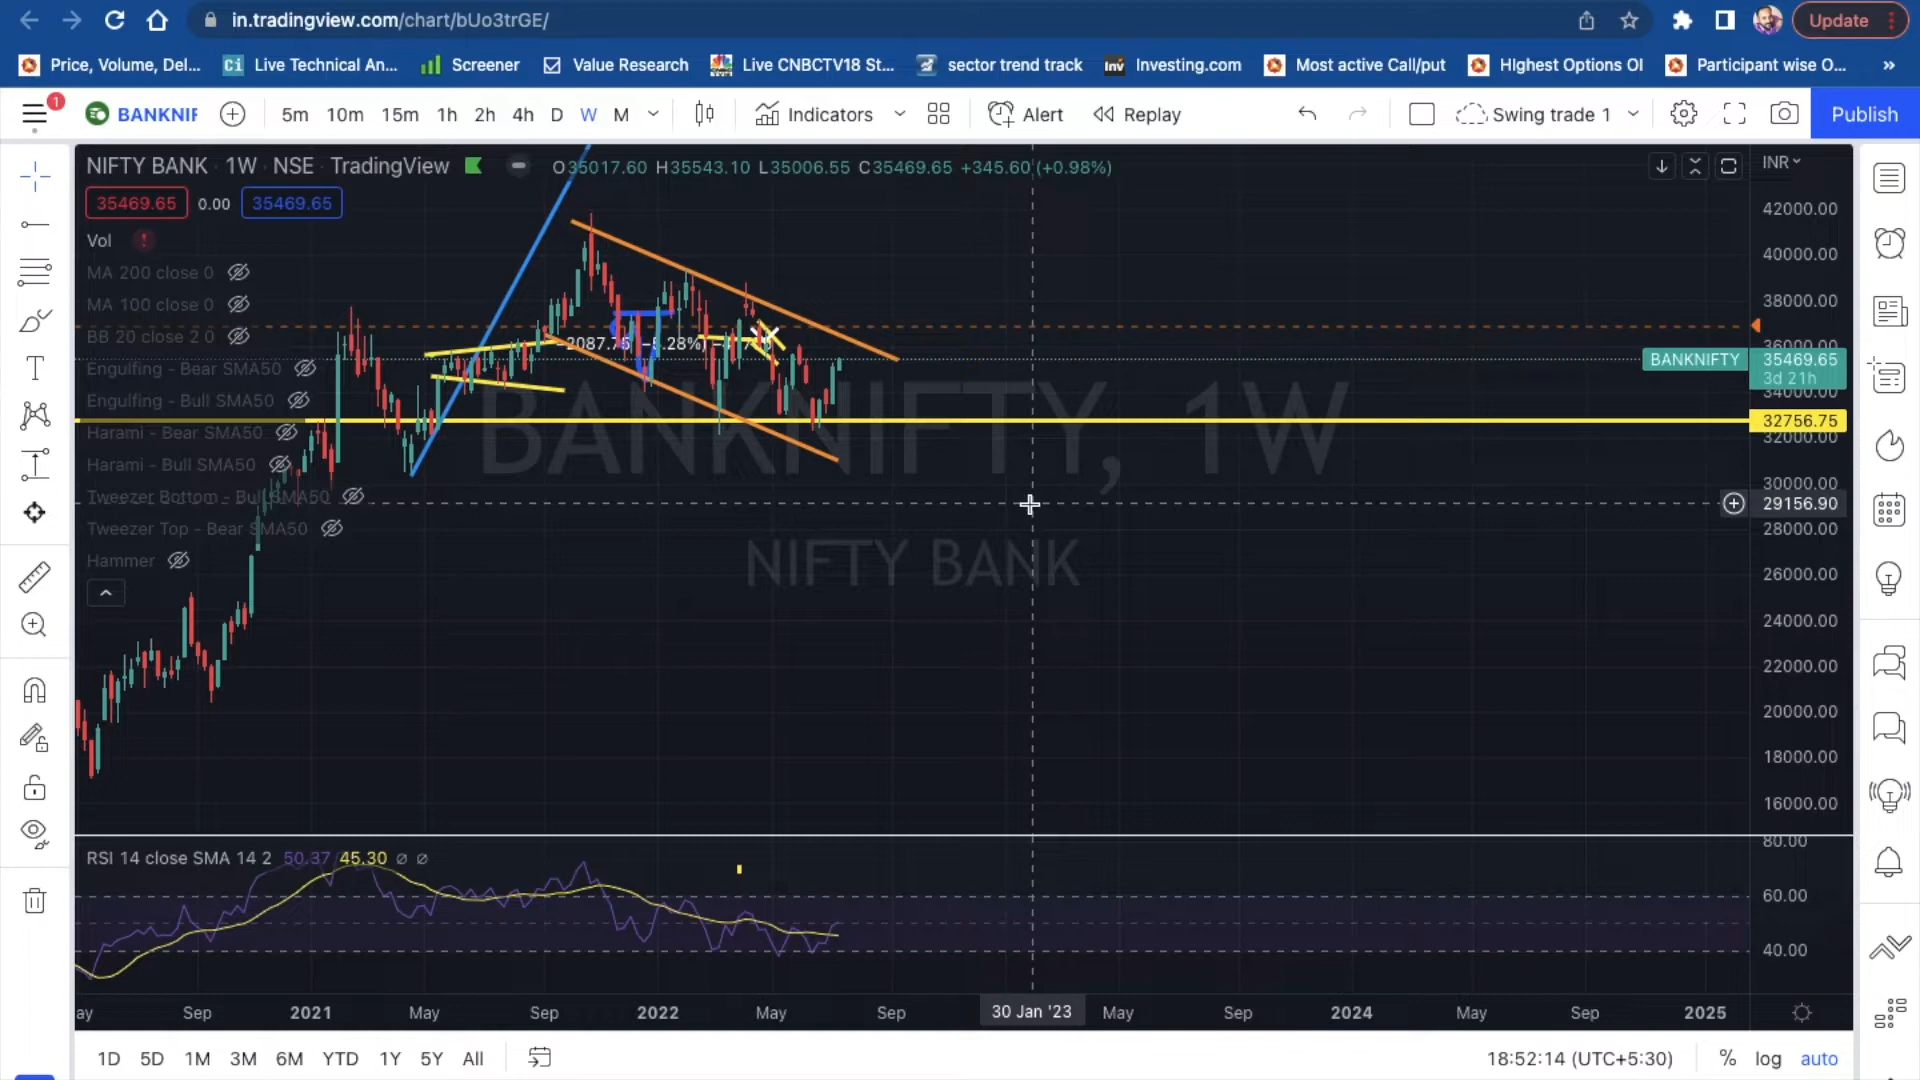 in.tradingview.com/chart/bUo3trGE/
Update
Price, Volume, Del...
Live Technical An...
Screener
Value Research
Live CNBCTV18 St...
sector trend track
Investing.com
Most active Call/put
HIghest Options OI
Participant wise O...
»
1
BANKNIF
5m 10m 15m 1h 2h 4h D W M
Indicators
Alert
Replay
Swing trade 1
Publish
NIFTY BANK · 1W · NSE · TradingView
O35017.60 H35543.10 L35006.55 C35469.65 +345.60 (+0.98%)
INR
35469.65 0.00 35469.65
Vol
MA 200 close 0
MA 100 close 0
BB 20 close 2 0
Engulfing - Bear SMA50
Engulfing - Bull SMA50
Harami - Bear SMA50
Harami - Bull SMA50
Tweezer Bottom - Bull SMA50
Tweezer Top - Bear SMA50
Hammer
BANKNIFTY, 1W
NIFTY BANK
42000.00
40000.00
38000.00
36000.00
BANKNIFTY 35469.65
3d 21h
34000.00
32756.75
32000.00
30000.00
29156.90
28000.00
26000.00
24000.00
22000.00
20000.00
18000.00
16000.00
RSI 14 close SMA 14 2 50.37 45.30 ∅ ∅
80.00
60.00
40.00
ay Sep 2021 May Sep 2022 May Sep 30 Jan '23 May Sep 2024 May Sep 2025
1D 5D 1M 3M 6M YTD 1Y 5Y All
18:52:14 (UTC+5:30)
% log auto